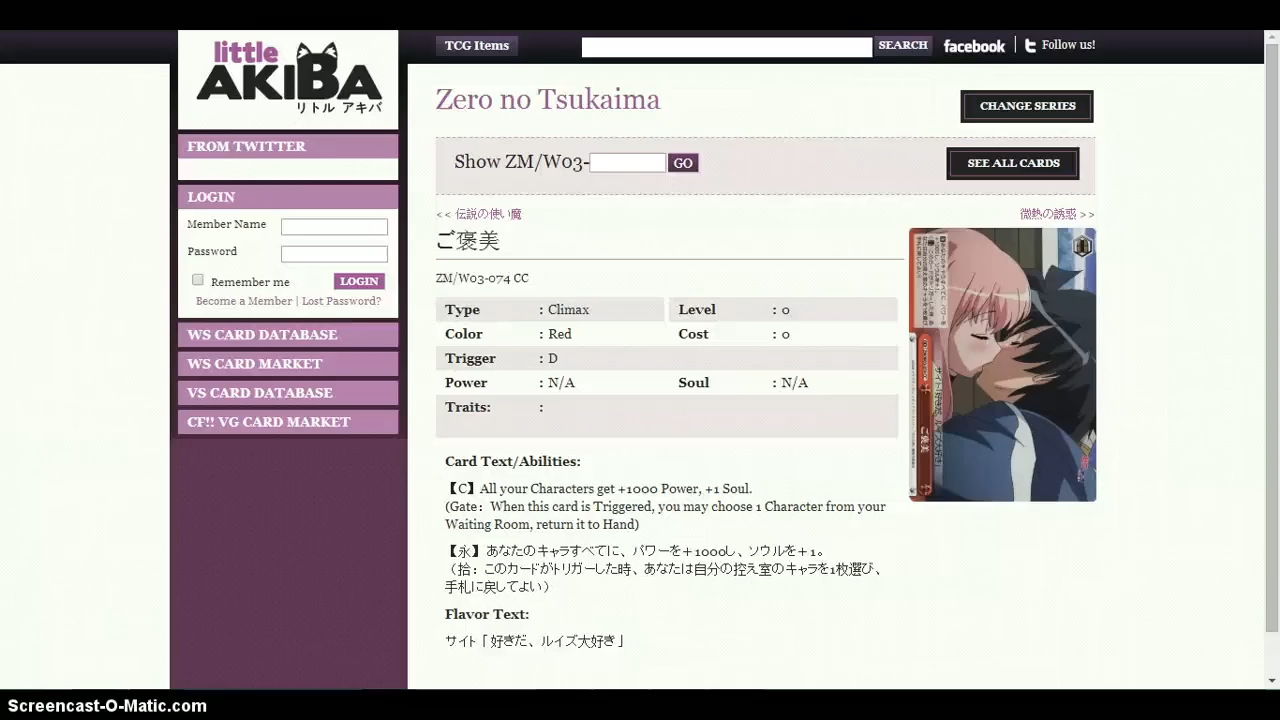 little
AKIBA
リトル アキバ
TCG Items
SEARCH
facebook
Follow us!
FROM TWITTER
LOGIN
Member Name
Password
Remember me
LOGIN
Become a Member | Lost Password?
WS CARD DATABASE
WS CARD MARKET
VS CARD DATABASE
CF!! VG CARD MARKET
Zero no Tsukaima
CHANGE SERIES
Show ZM/W03-
GO
SEE ALL CARDS
<< 伝説の使い魔
微熱の誘惑 >>
ご褒美
ZM/W03-074 CC
Type : Climax
Level : 0
Color : Red
Cost : 0
Trigger : D
Power : N/A
Soul : N/A
Traits: :
Card Text/Abilities:
【C】All your Characters get +1000 Power, +1 Soul.
(Gate: When this card is Triggered, you may choose 1 Character from your
Waiting Room, return it to Hand)
【永】あなたのキャラすべてに、パワーを＋1000し、ソウルを＋1。
（拾：このカードがトリガーした時、あなたは自分の控え室のキャラを1枚選び、
手札に戻してよい）
Flavor Text:
サイト「好きだ、ルイズ大好き」
ご褒美
Screencast-O-Matic.com